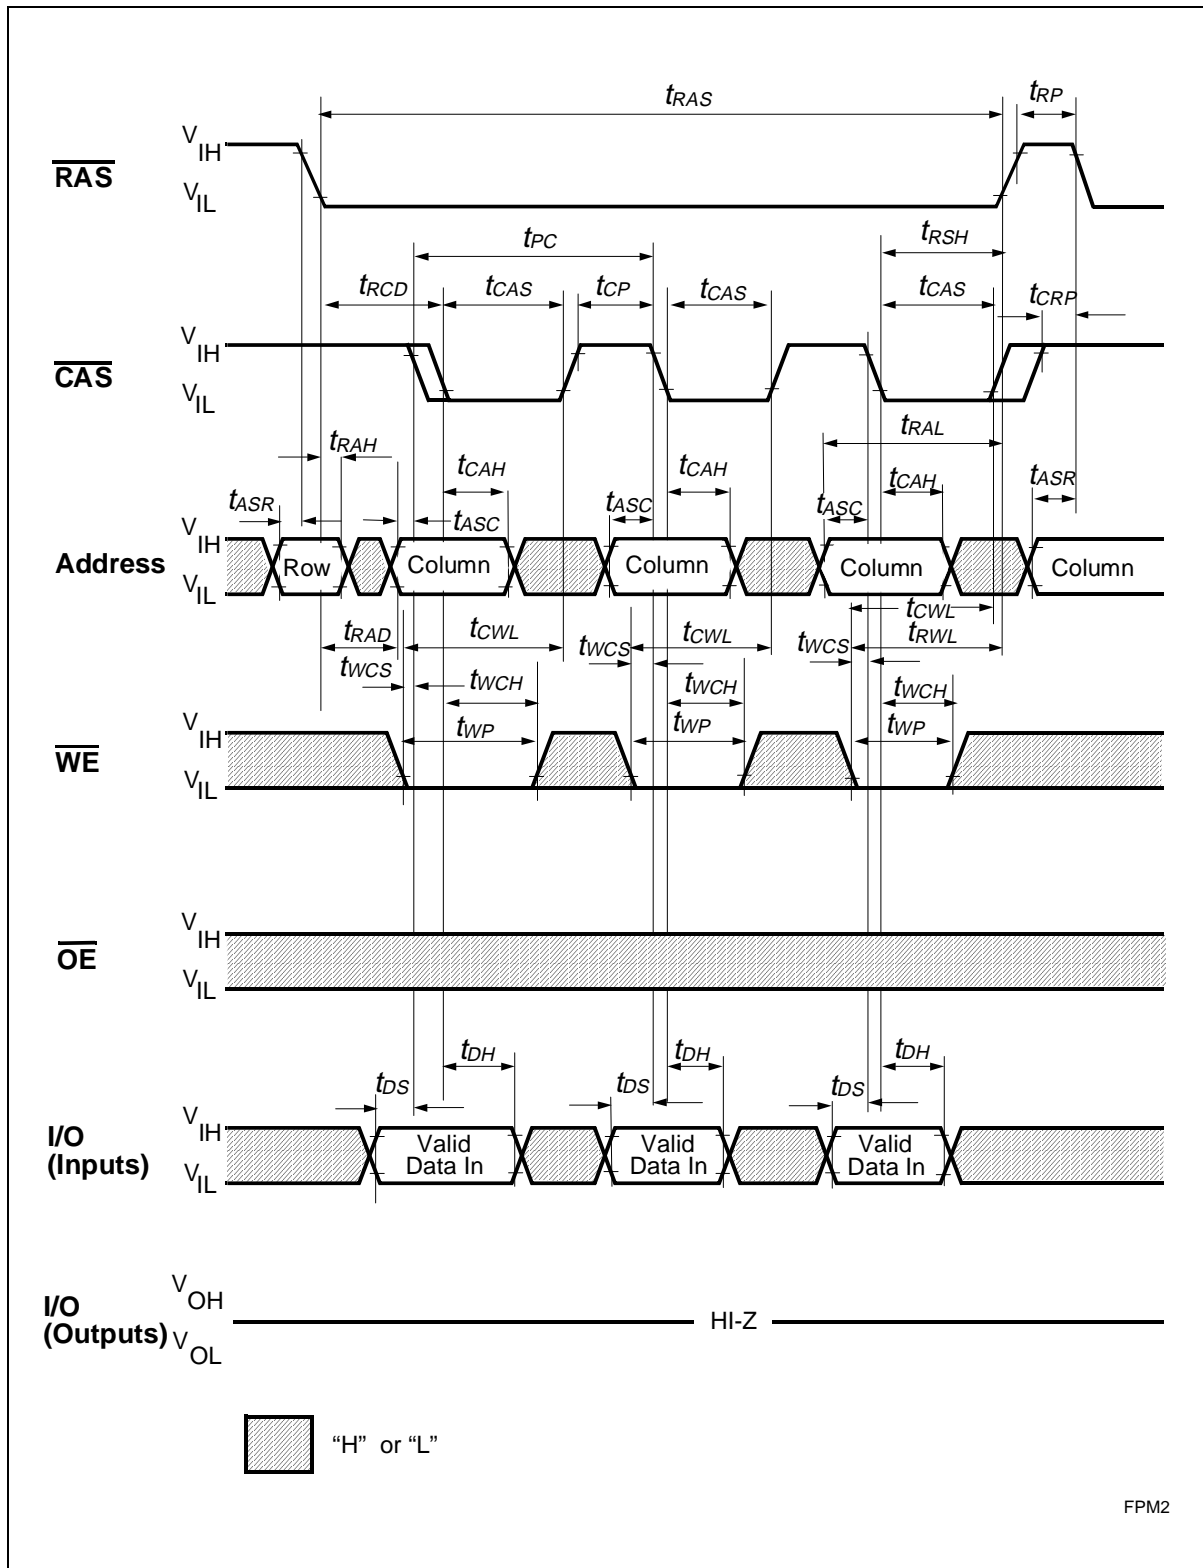 tRAS
tRP
RAS
VIH
VIL
tPC
tRSH
tRCD
tCAS
tCP
tCAS
tCAS
tCRP
CAS
VIH
VIL
tRAH
tRAL
tCAH
tCAH
tCAH
tASR
tASR
tASC
tASC
tASC
Address
VIH
VIL
Row
Column
Column
Column
Column
tRAD
tCWL
tCWL
tCWL
tRWL
tWCS
tWCS
tWCS
tWCH
tWCH
tWCH
tWP
tWP
tWP
WE
VIH
VIL
OE
VIH
VIL
tDH
tDH
tDH
tDS
tDS
tDS
I/O
(Inputs)
VIH
VIL
Valid
Data In
Valid
Data In
Valid
Data In
I/O
(Outputs)
VOH
VOL
HI-Z
“H” or “L”
FPM2